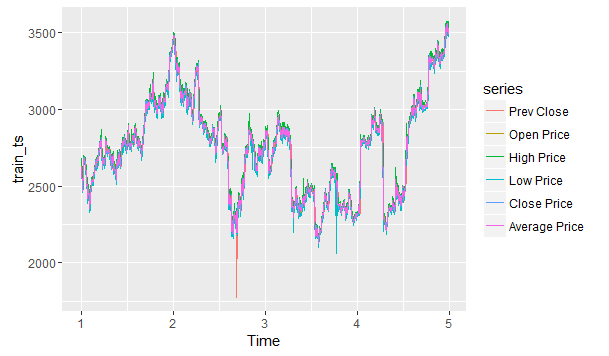 3500
3000
2500
2000
train_ts
1 2 3 4 5
Time
series
Prev Close
Open Price
High Price
Low Price
Close Price
Average Price